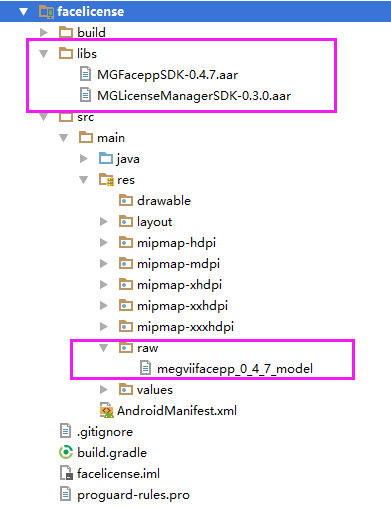 facelicense
build
libs
MGFaceppSDK-0.4.7.aar
MGLicenseManagerSDK-0.3.0.aar
src
main
java
res
drawable
layout
mipmap-hdpi
mipmap-mdpi
mipmap-xhdpi
mipmap-xxhdpi
mipmap-xxxhdpi
raw
megviifacepp_0_4_7_model
values
AndroidManifest.xml
.gitignore
build.gradle
facelicense.iml
proguard-rules.pro